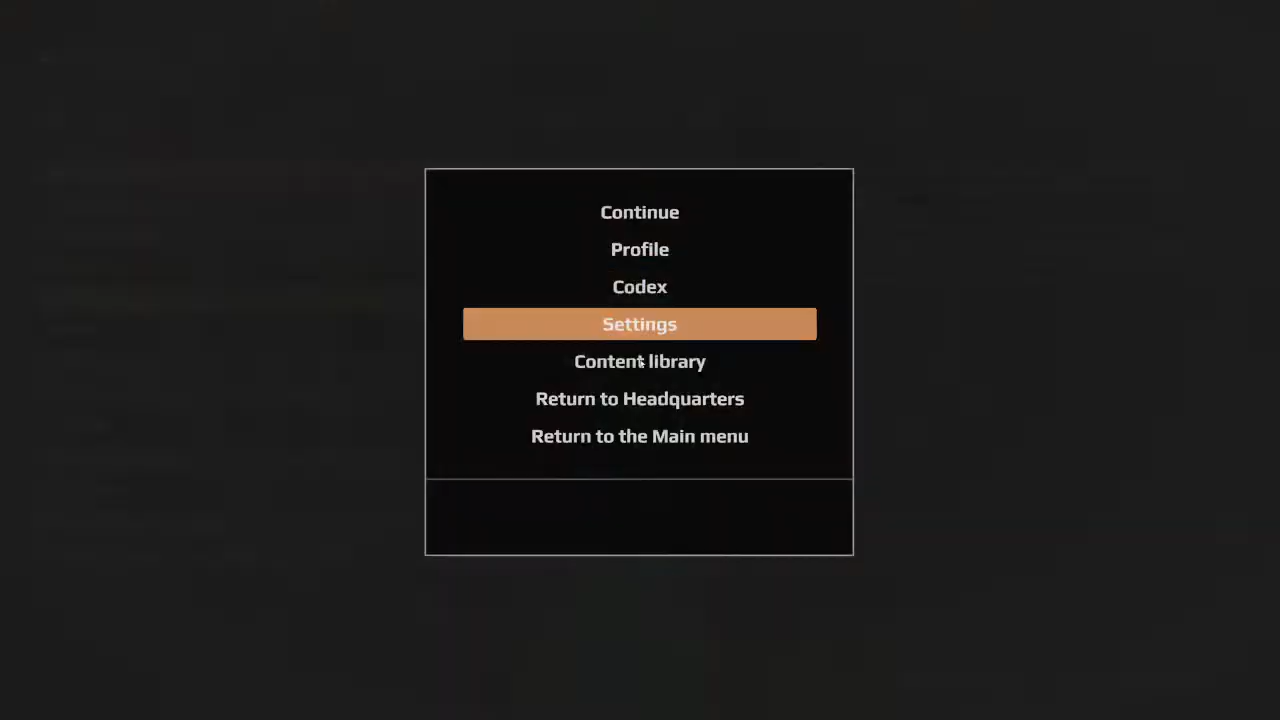 Continue
Profile
Codex
Settings
Content library
Return to Headquarters
Return to the Main menu